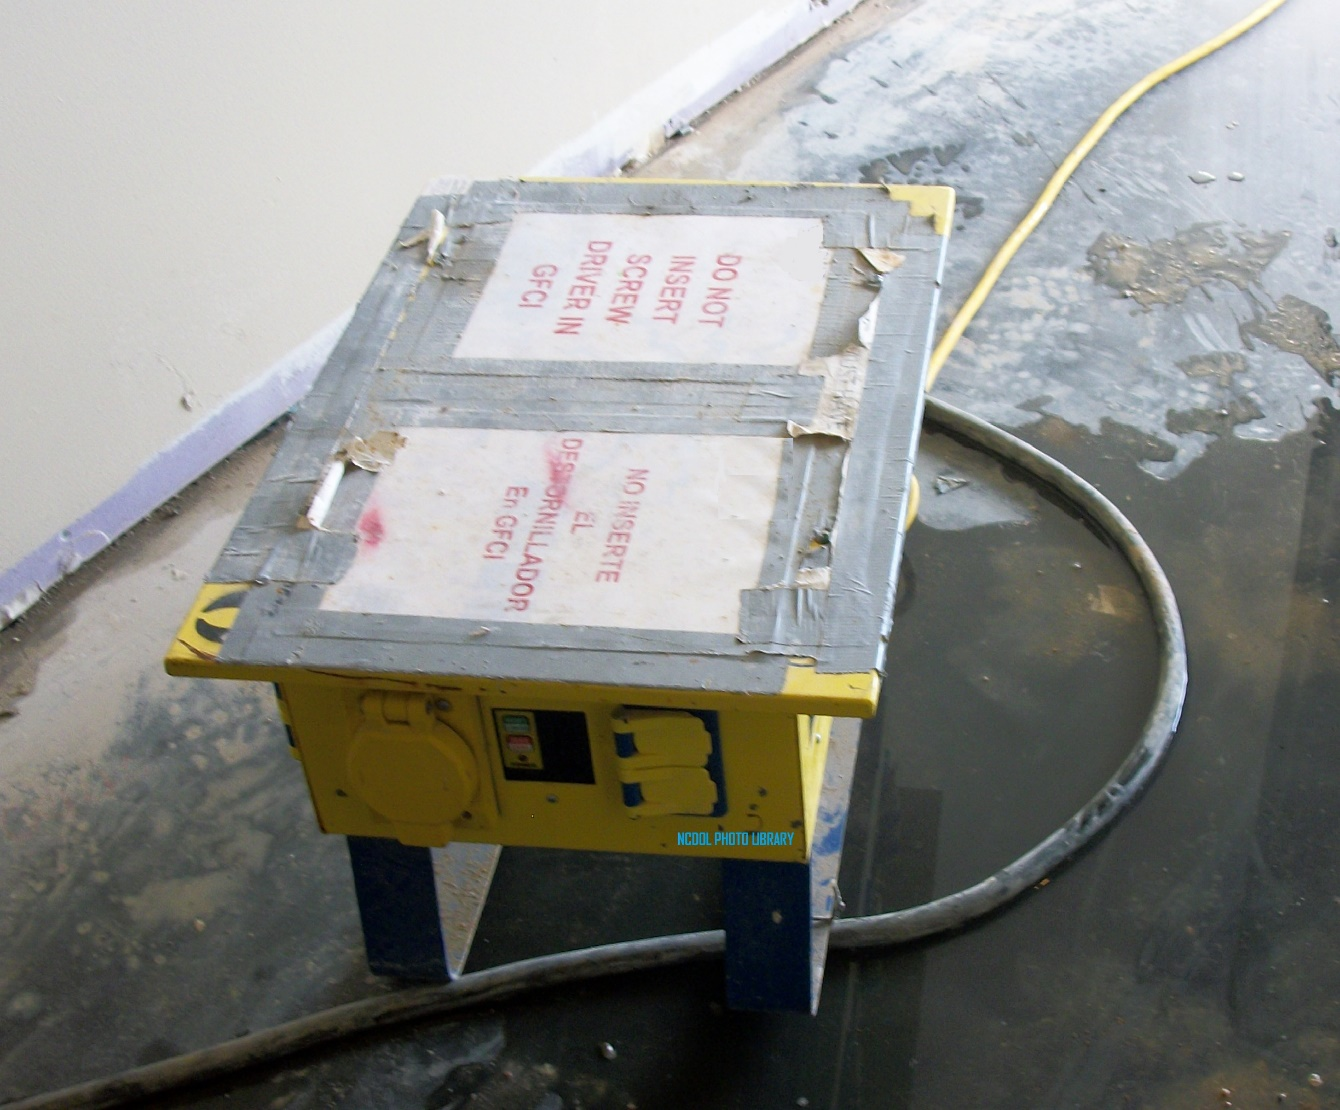 DO NOT
INSERT
SCREW
DRIVER IN
GFCI
NO INSERTE
EL
DESTORNILLADOR
En GFCI
NCDOL PHOTO LIBRARY